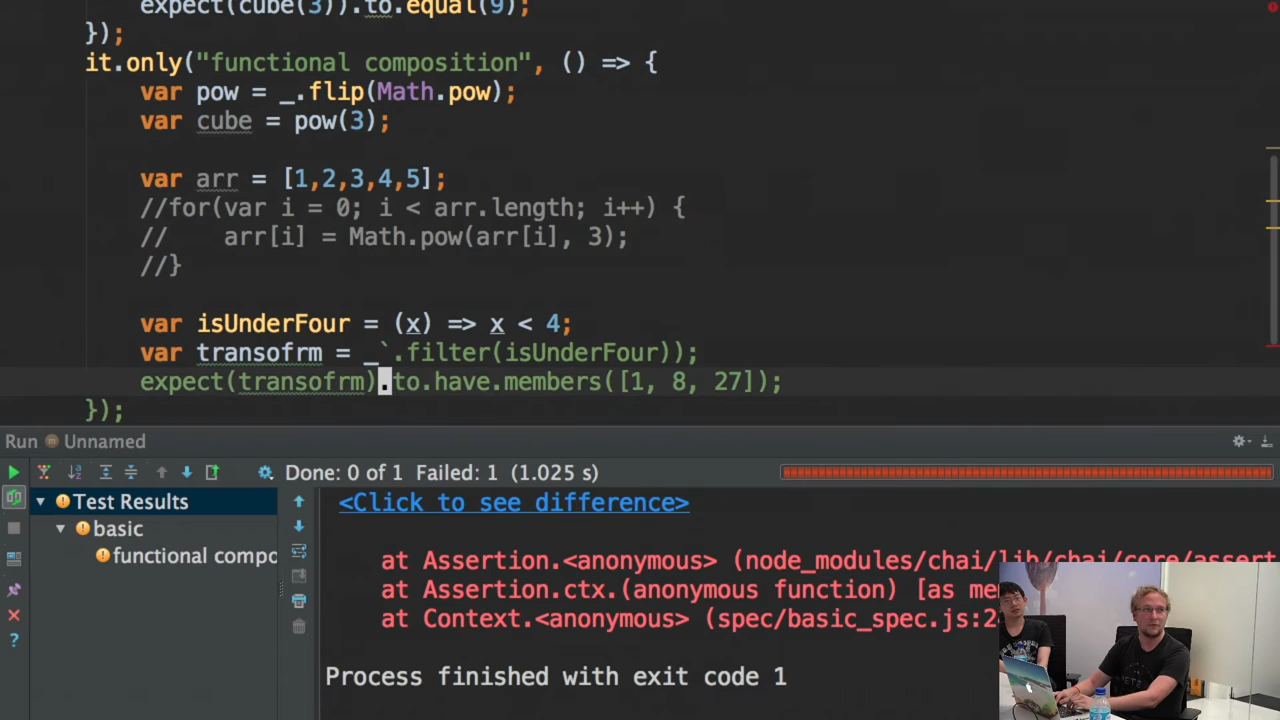 expect(cube(3)).to.equal(9);
});
it.only("functional composition", () => {
var pow = _.flip(Math.pow);
var cube = pow(3);
var arr = [1,2,3,4,5];
//for(var i = 0; i < arr.length; i++) {
//    arr[i] = Math.pow(arr[i], 3);
//}
var isUnderFour = (x) => x < 4;
var transofrm = _`.filter(isUnderFour));
expect(transofrm).to.have.members([1, 8, 27]);
});
Run Unnamed
Done: 0 of 1 Failed: 1 (1.025 s)
Test Results
basic
functional compo
<Click to see difference>
at Assertion.<anonymous> (node_modules/chai/lib/chai/core/assert
at Assertion.ctx.(anonymous function) [as me
at Context.<anonymous> (spec/basic_spec.js:2
Process finished with exit code 1